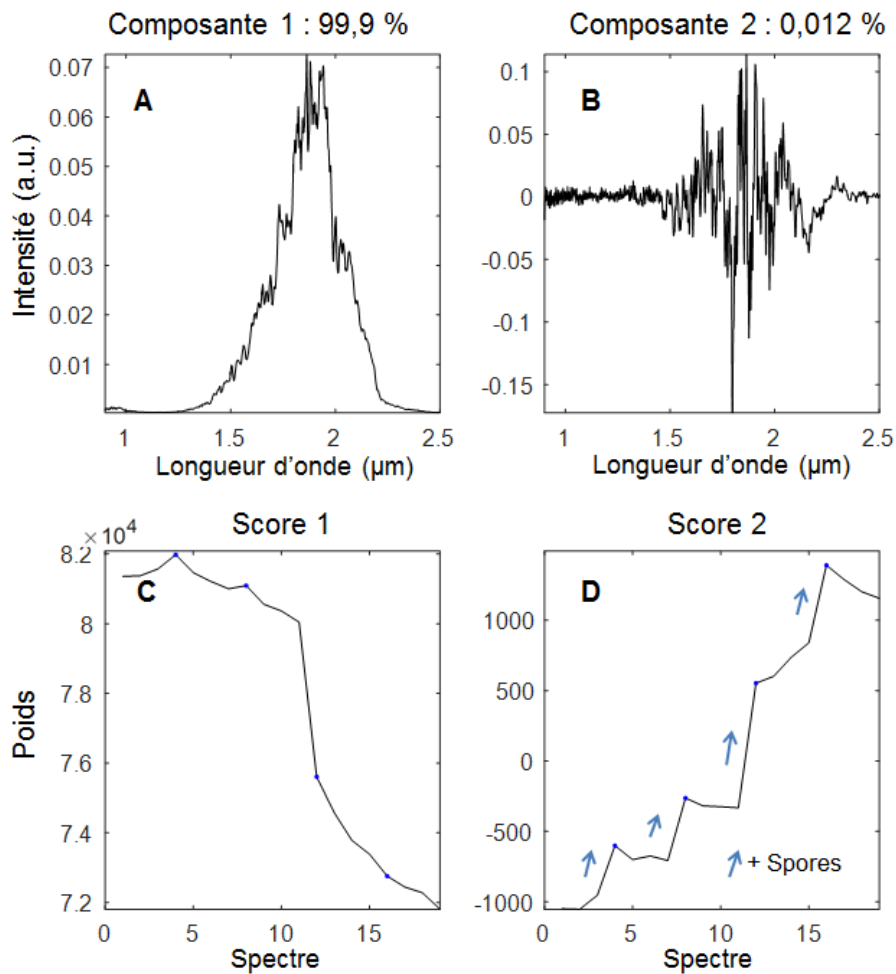 Composante 1 : 99,9 %
Composante 2 : 0,012 %
A
B
Intensité (a.u.)
0.07
0.06
0.05
0.04
0.03
0.02
0.01
1
1.5
2
2.5
Longueur d'onde (µm)
0.1
0.05
0
-0.05
-0.1
-0.15
1
1.5
2
2.5
Longueur d'onde (µm)
Score 1
Score 2
×10⁴
C
D
Poids
8.2
8
7.8
7.6
7.4
7.2
0
5
10
15
Spectre
1000
500
0
-500
-1000
+ Spores
0
5
10
15
Spectre